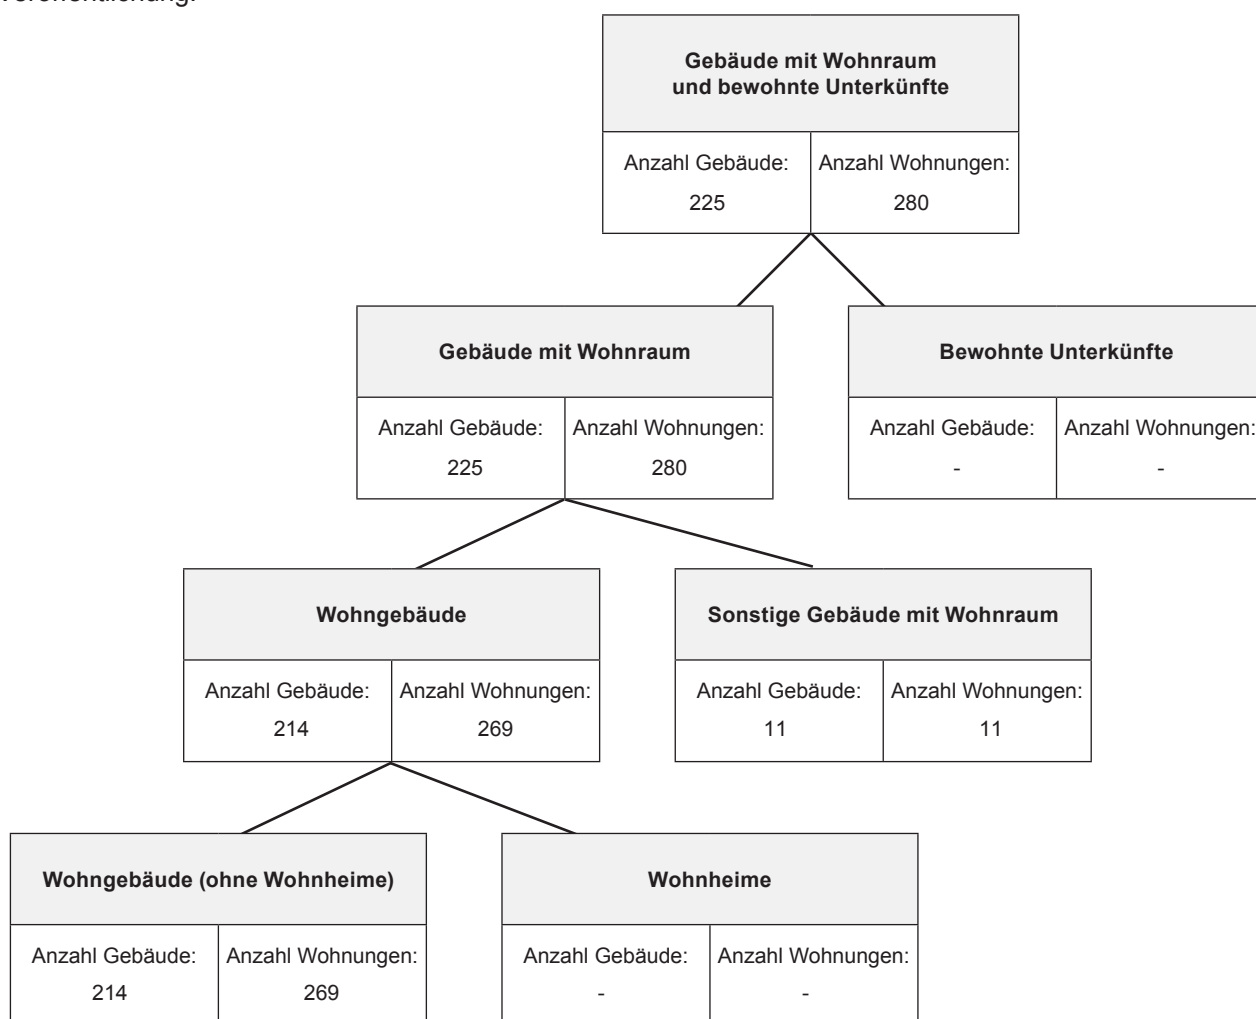 Veröffentlichung.
Gebäude mit Wohnraum
und bewohnte Unterkünfte
Anzahl Gebäude: Anzahl Wohnungen:
225 280
Gebäude mit Wohnraum
Bewohnte Unterkünfte
Anzahl Gebäude: Anzahl Wohnungen:
225 280
Anzahl Gebäude: Anzahl Wohnungen:
- -
Wohngebäude
Sonstige Gebäude mit Wohnraum
Anzahl Gebäude: Anzahl Wohnungen:
214 269
Anzahl Gebäude: Anzahl Wohnungen:
11 11
Wohngebäude (ohne Wohnheime)
Wohnheime
Anzahl Gebäude: Anzahl Wohnungen:
214 269
Anzahl Gebäude: Anzahl Wohnungen:
- -